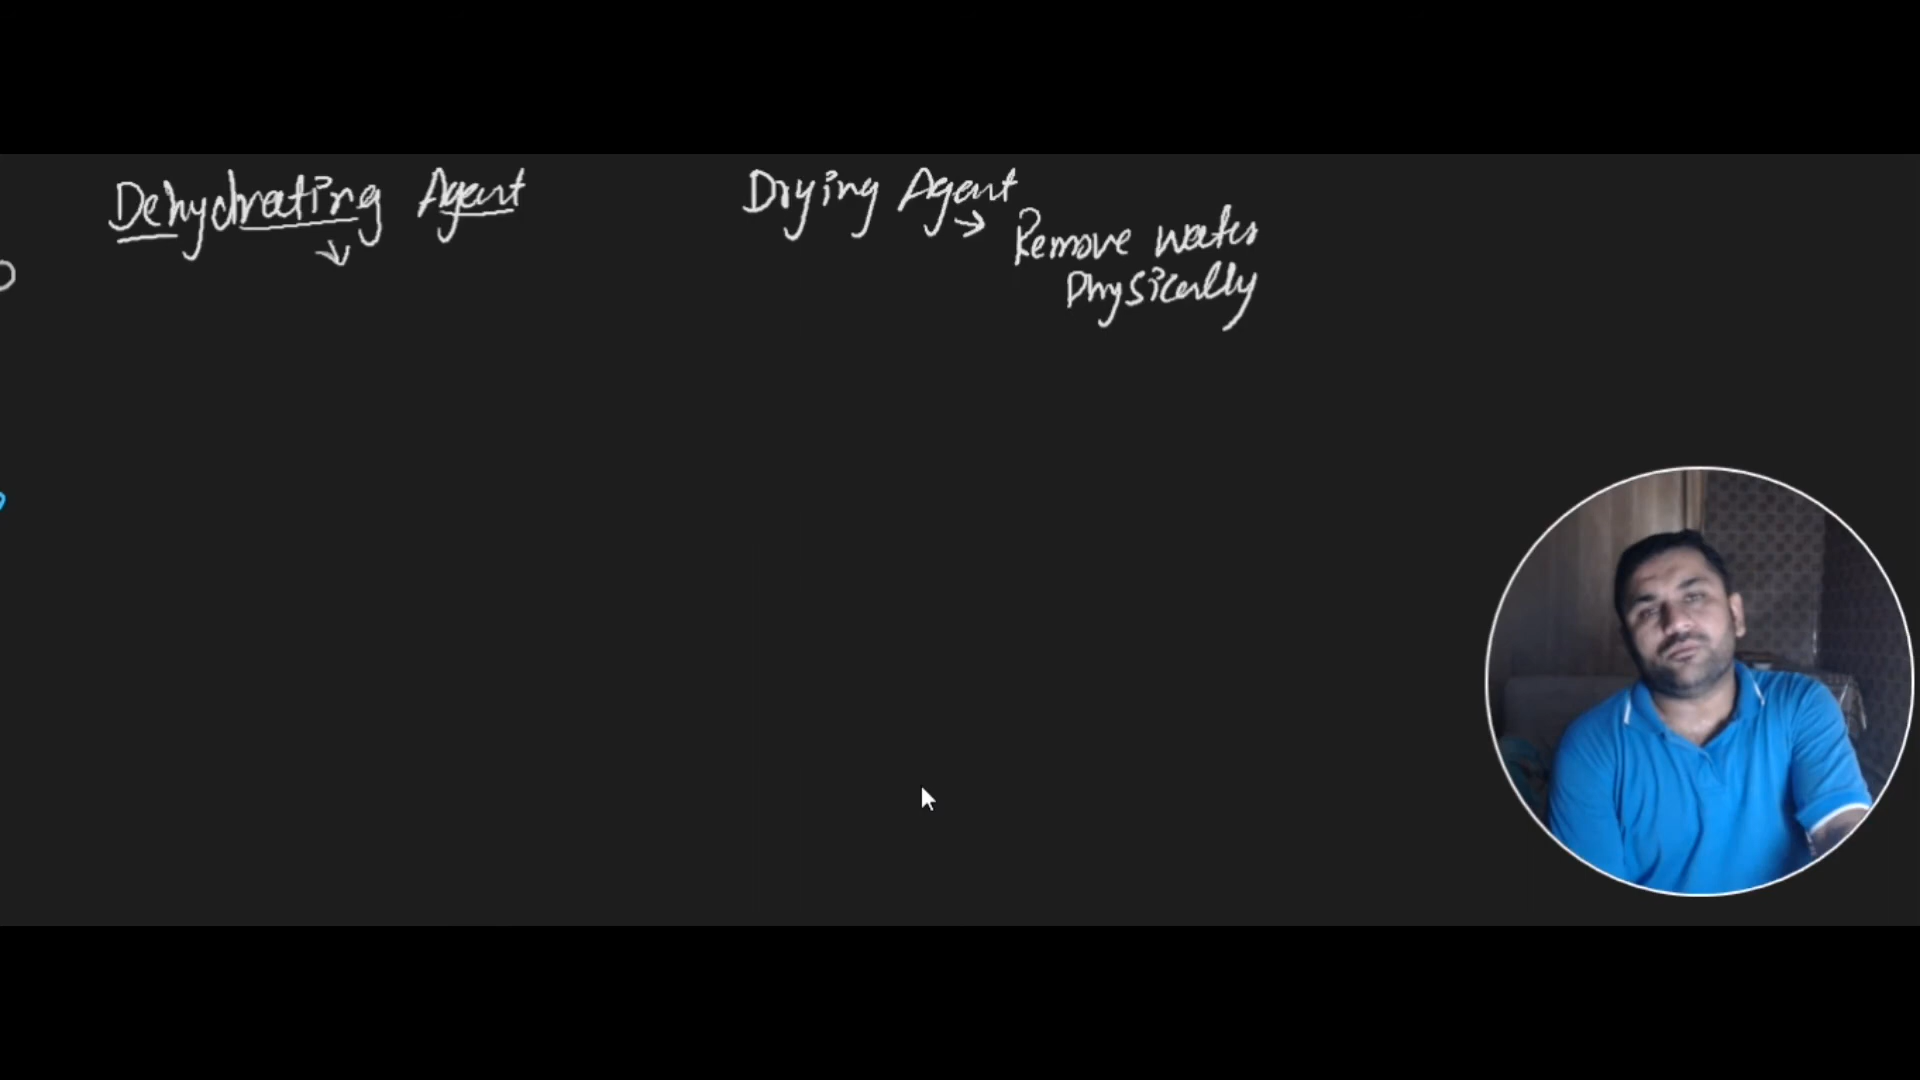 Dehydrating Agent
Drying Agent →
Remove water
Physically